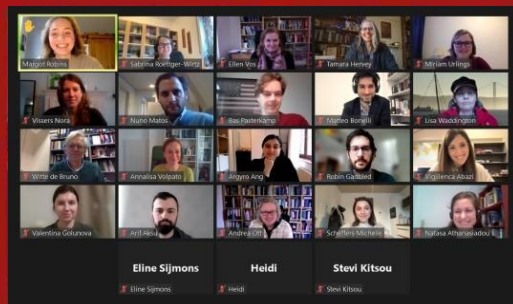 Margot Robins
Sabrina Roettger-Wirtz
Ellen Vos
Tamara Hervey
Miriam Urlings
Vissers Nora
Nuno Matos
Bas Pasterkamp
Matteo Bonelli
Lisa Waddington
Witte de Bruno
Annalisa Volpato
Argyro Ang
Robin Gadbled
Vigjilenca Abazi
Valentina Golunova
Arif Aksu
Andrea Ott
Scheffers Michelle
Nafasa Athanasiadou
Eline Sijmons
Heidi
Stevi Kitsou
Eline Sijmons
Heidi
Stevi Kitsou